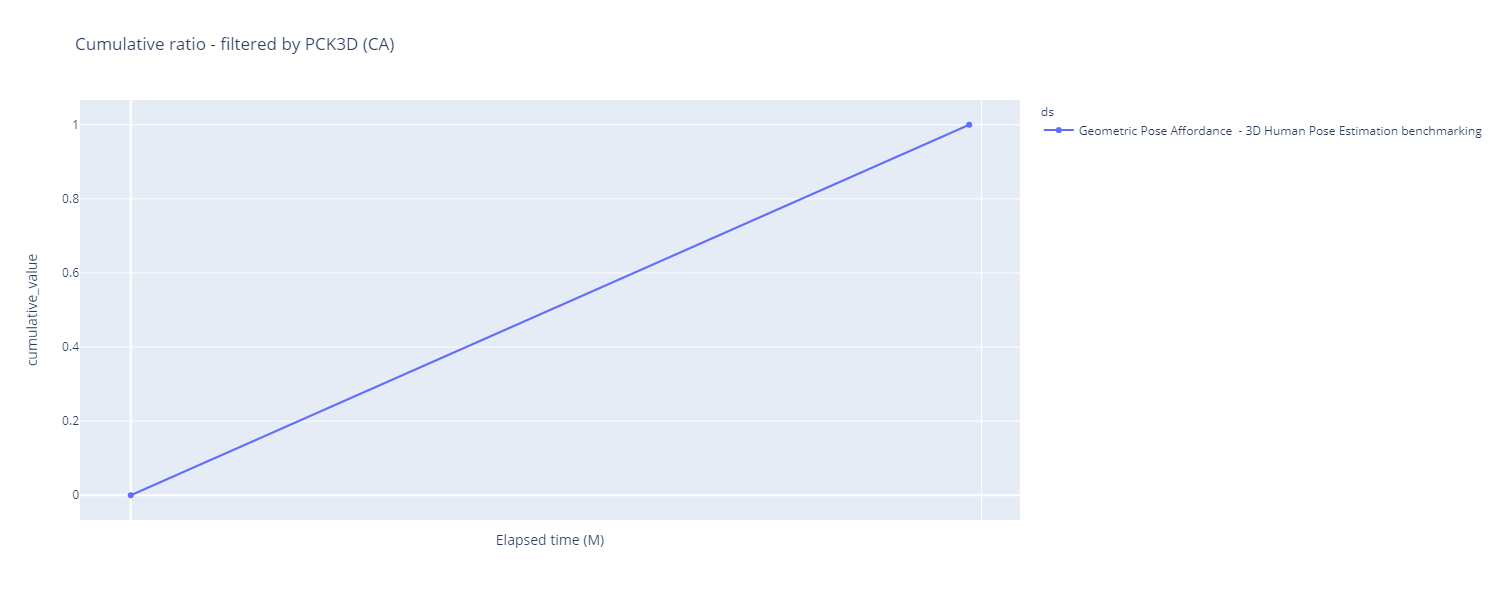 Cumulative ratio - filtered by PCK3D (CA)
ds
Geometric Pose Affordance  - 3D Human Pose Estimation benchmarking
1
0.8
0.6
0.4
0.2
0
cumulative_value
Elapsed time (M)